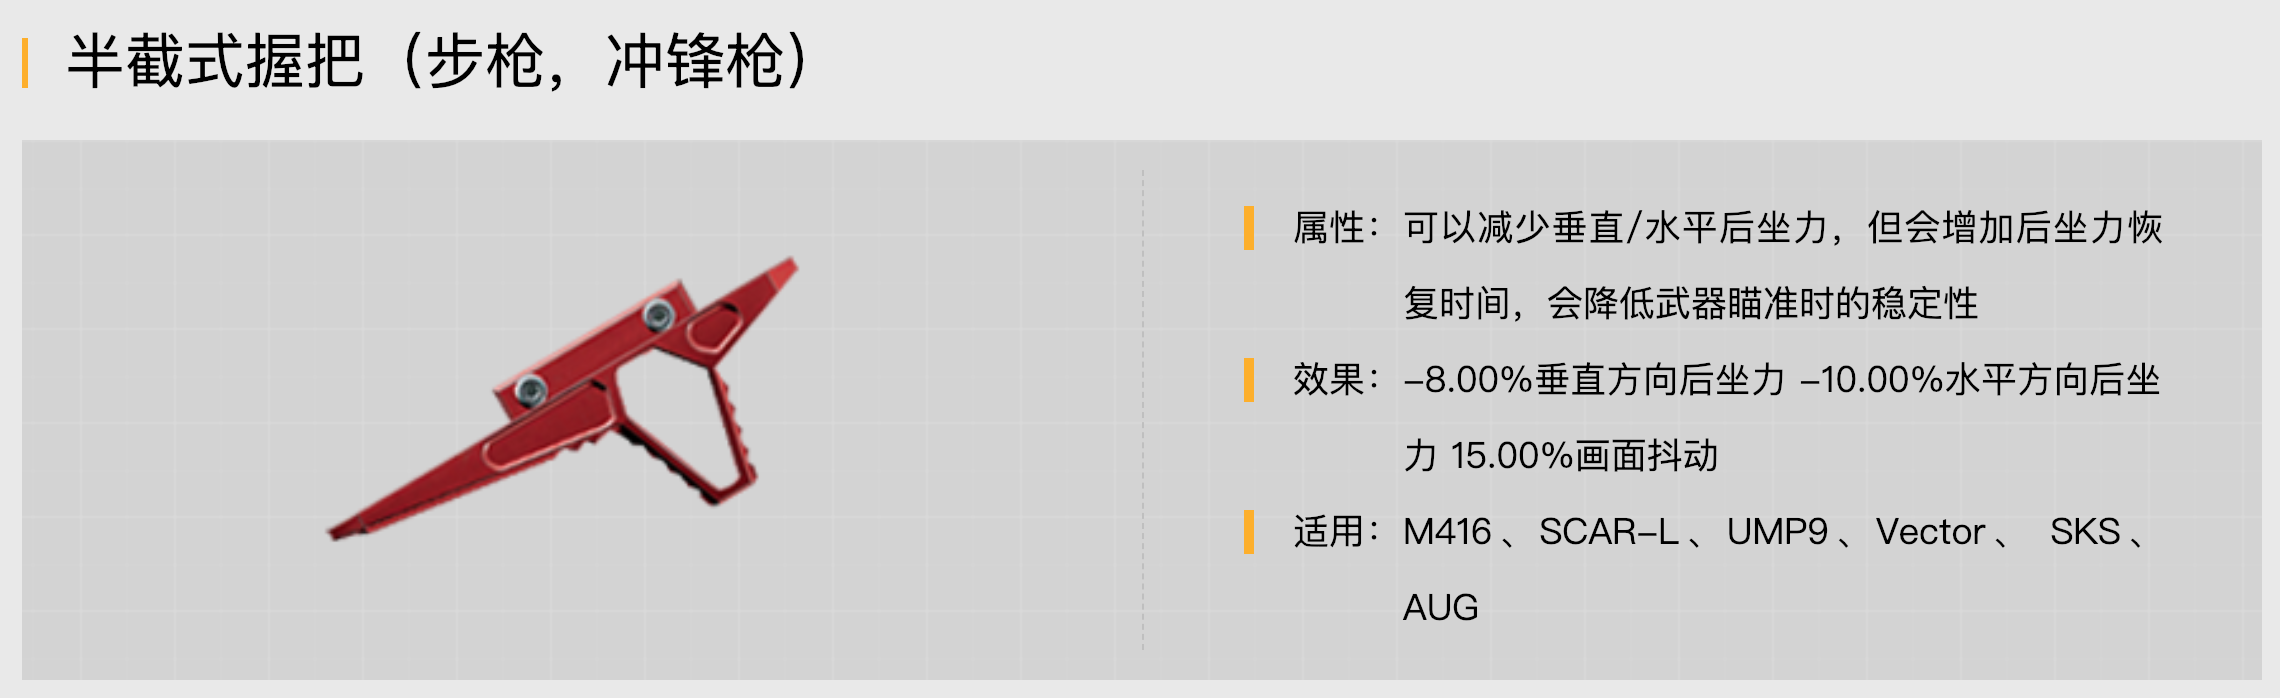 半截式握把（步枪，冲锋枪）
属性：可以减少垂直/水平后坐力，但会增加后坐力恢
复时间，会降低武器瞄准时的稳定性
效果：-8.00%垂直方向后坐力 -10.00%水平方向后坐
力 15.00%画面抖动
适用：M416、SCAR-L、UMP9、Vector、 SKS、
AUG